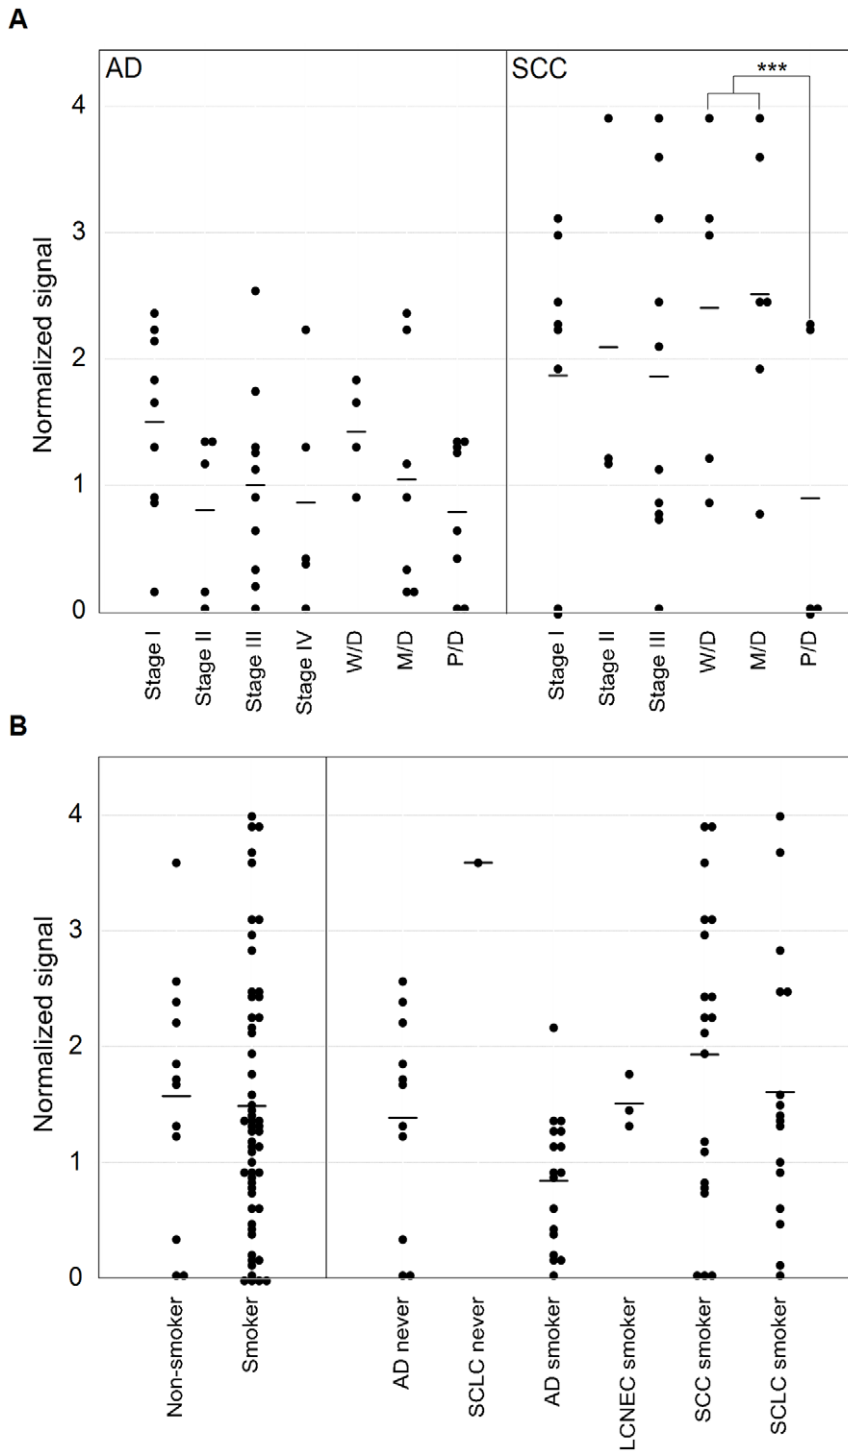 A
AD
SCC
***
4
3
2
1
0
Normalized signal
Stage I
Stage II
Stage III
Stage IV
W/D
M/D
P/D
Stage I
Stage II
Stage III
W/D
M/D
P/D
B
4
3
2
1
0
Normalized signal
Non-smoker
Smoker
AD never
SCLC never
AD smoker
LCNEC smoker
SCC smoker
SCLC smoker